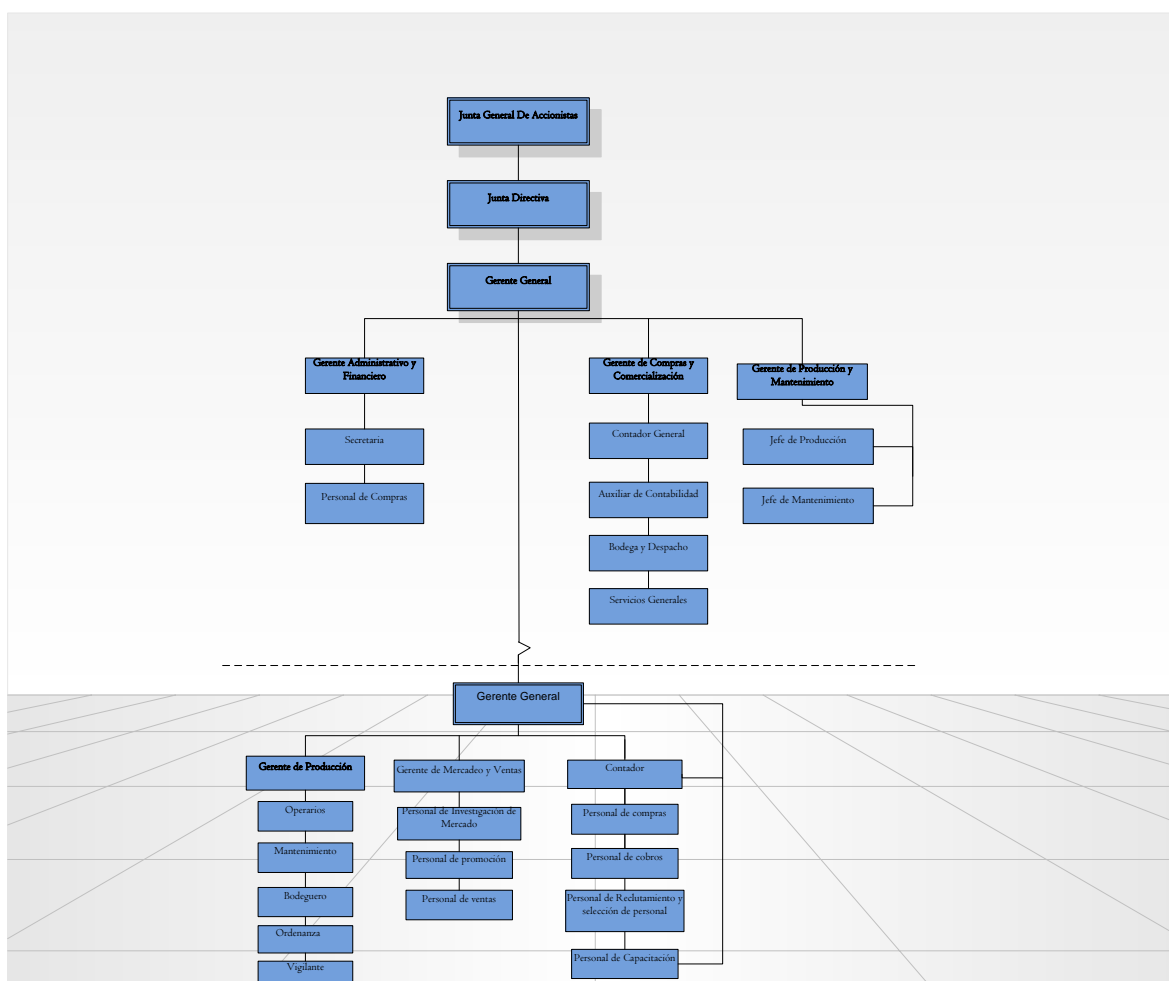 Junta General De Accionistas
Junta Directiva
Gerente General
Gerente Administrativo y
Financiero
Secretaria
Personal de Compras
Gerente de Compras y
Comercialización
Contador General
Auxiliar de Contabilidad
Bodega y Despacho
Servicios Generales
Gerente de Producción y
Mantenimiento
Jefe de Producción
Jefe de Mantenimiento
Gerente General
Gerente de Producción
Operarios
Mantenimiento
Bodeguero
Ordenanza
Vigilante
Gerente de Mercadeo y Ventas
Personal de Investigación de
Mercado
Personal de promoción
Personal de ventas
Contador
Personal de compras
Personal de cobros
Personal de Reclutamiento y
selección de personal
Personal de Capacitación